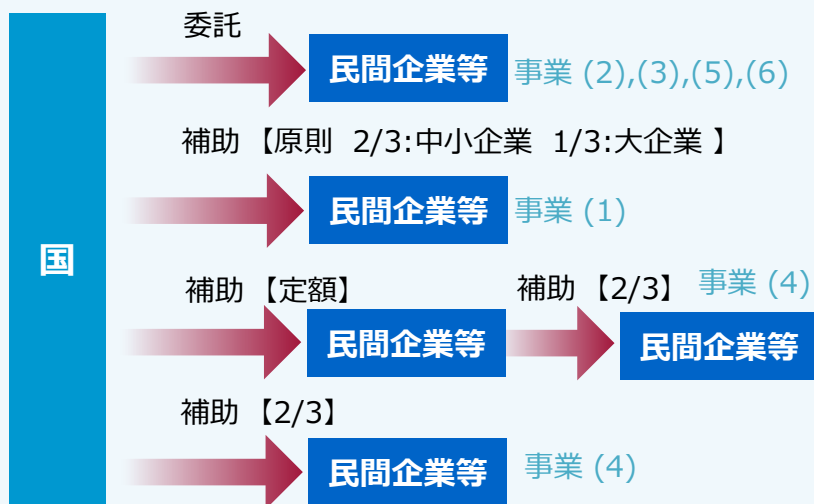 国
委託
民間企業等 事業 (2),(3),(5),(6)
補助 【原則 2/3:中小企業 1/3:大企業 】
民間企業等 事業 (1)
補助 【定額】
民間企業等
補助 【2/3】 事業 (4)
民間企業等
補助 【2/3】
民間企業等 事業 (4)